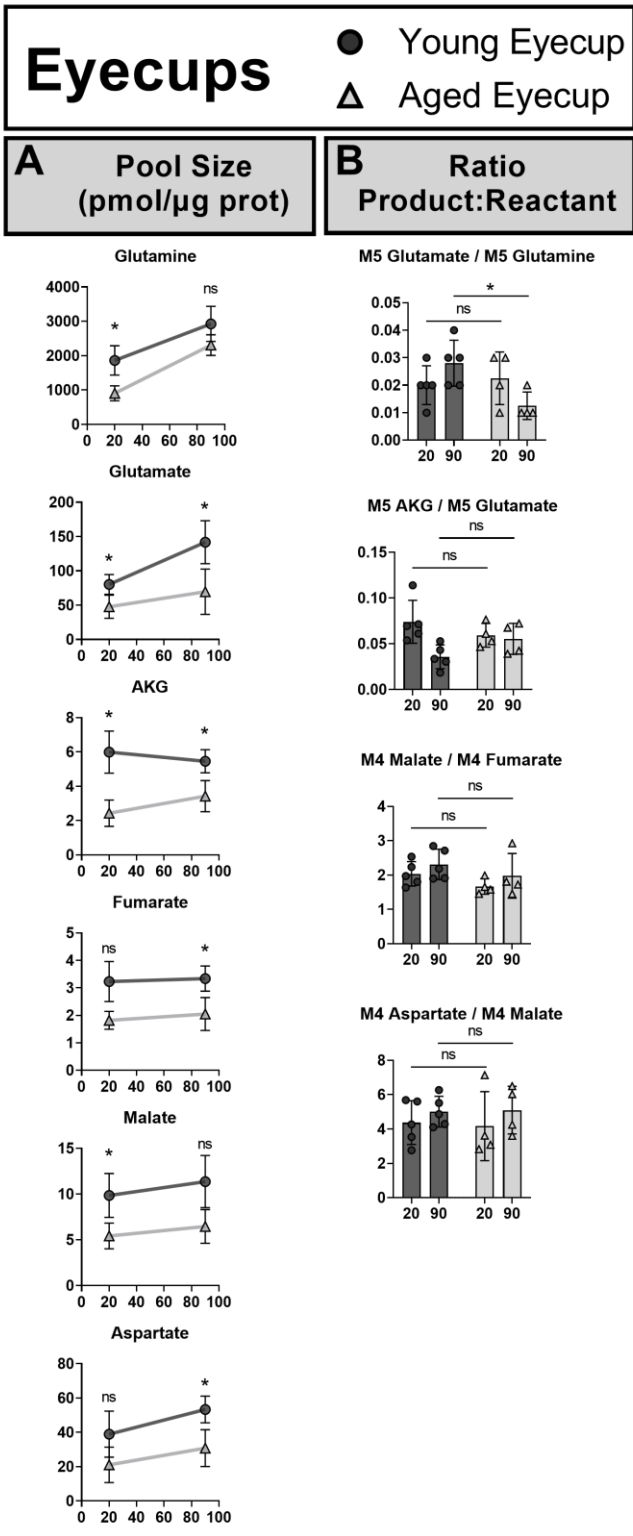 Eyecups
Young Eyecup
Aged Eyecup
A Pool Size
(pmol/µg prot)
Glutamine
4000
3000
2000
1000
0
*
ns
0 20 40 60 80 100
Glutamate
200
150
100
50
0
*
*
0 20 40 60 80 100
AKG
8
6
4
2
0
*
*
0 20 40 60 80 100
Fumarate
5
4
3
2
1
0
ns
*
0 20 40 60 80 100
Malate
15
10
5
0
*
ns
0 20 40 60 80 100
Aspartate
80
60
40
20
0
ns
*
0 20 40 60 80 100
B Ratio
Product:Reactant
M5 Glutamate / M5 Glutamine
*
ns
0.05
0.04
0.03
0.02
0.01
0.00
20 90 20 90
M5 AKG / M5 Glutamate
ns
ns
0.15
0.10
0.05
0.00
20 90 20 90
M4 Malate / M4 Fumarate
ns
ns
4
3
2
1
0
20 90 20 90
M4 Aspartate / M4 Malate
ns
ns
8
6
4
2
0
20 90 20 90